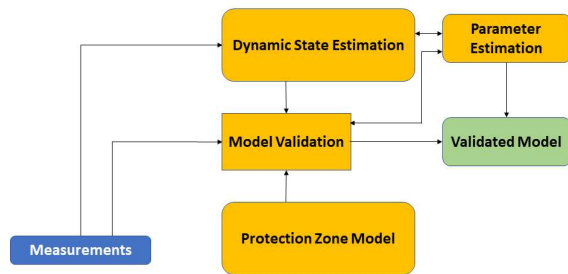 Dynamic State Estimation
Parameter
Estimation
Model Validation
Validated Model
Protection Zone Model
Measurements